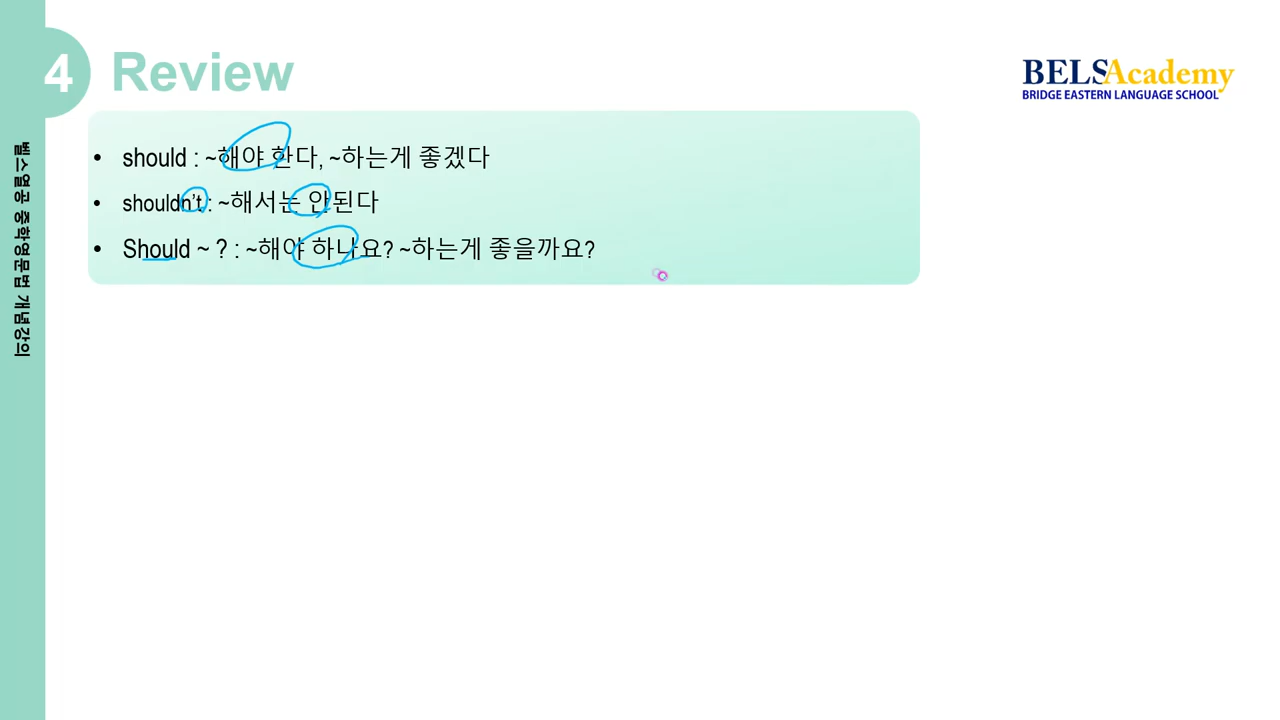 4 Review
BELSAcademy
BRIDGE EASTERN LANGUAGE SCHOOL
벨스열공 중학영문법 개념강의
• should : ~해야 한다, ~하는게 좋겠다
• shouldn't : ~해서는 안된다
• Should ~ ? : ~해야 하나요? ~하는게 좋을까요?